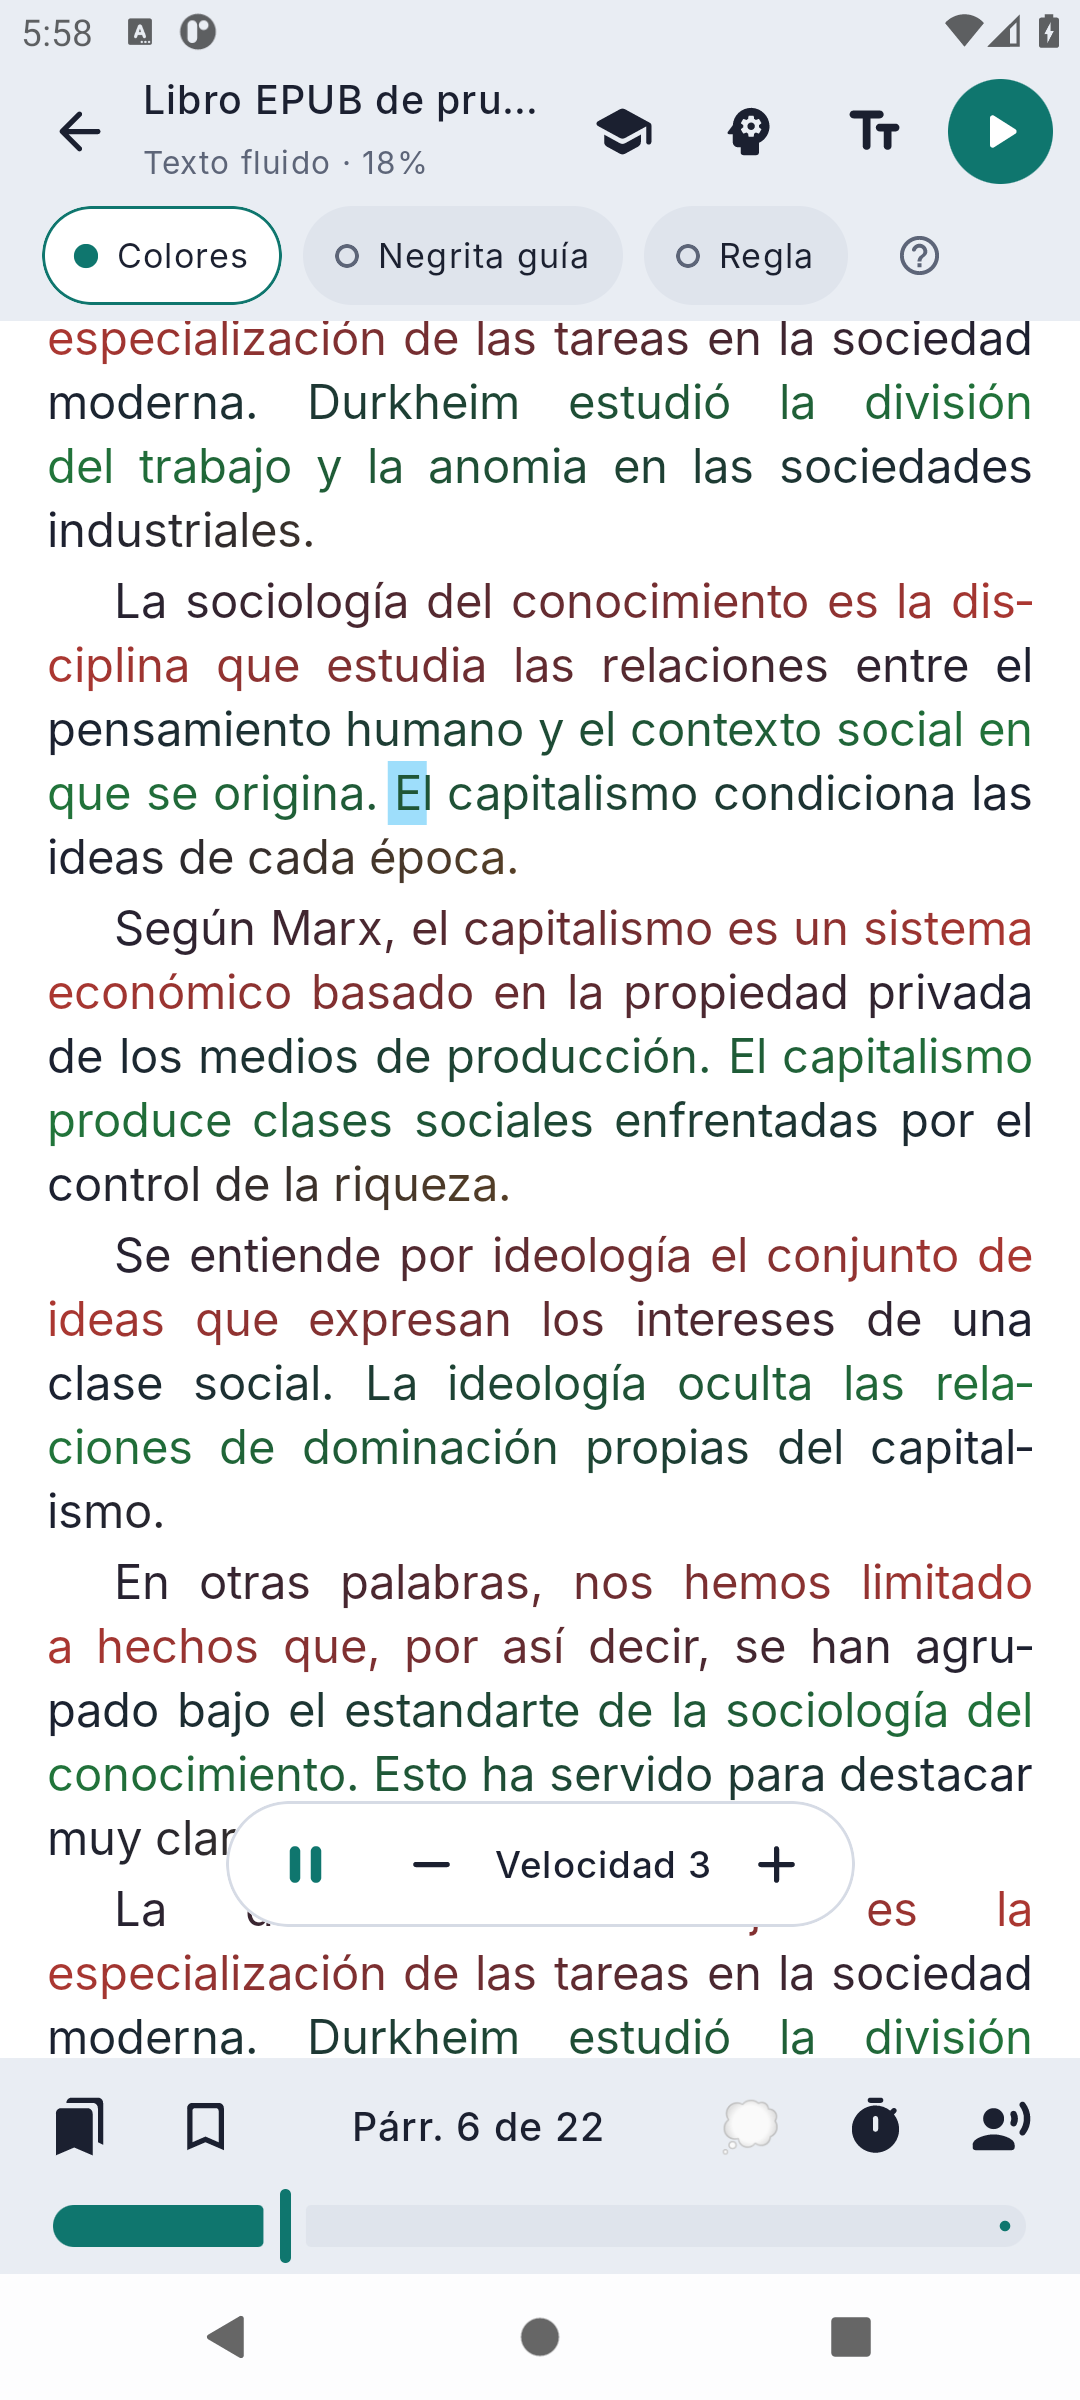 5:58
Libro EPUB de pru...
Texto fluido · 18%
Colores
Negrita guía
Regla
especialización de las tareas en la sociedad
moderna. Durkheim estudió la división
del trabajo y la anomia en las sociedades
industriales.
La sociología del conocimiento es la dis-
ciplina que estudia las relaciones entre el
pensamiento humano y el contexto social en
que se origina. El capitalismo condiciona las
ideas de cada época.
Según Marx, el capitalismo es un sistema
económico basado en la propiedad privada
de los medios de producción. El capitalismo
produce clases sociales enfrentadas por el
control de la riqueza.
Se entiende por ideología el conjunto de
ideas que expresan los intereses de una
clase social. La ideología oculta las rela-
ciones de dominación propias del capital-
ismo.
En otras palabras, nos hemos limitado
a hechos que, por así decir, se han agru-
pado bajo el estandarte de la sociología del
conocimiento. Esto ha servido para destacar
muy
Velocidad 3
La es la
especialización de las tareas en la sociedad
moderna. Durkheim estudió la división
Párr. 6 de 22